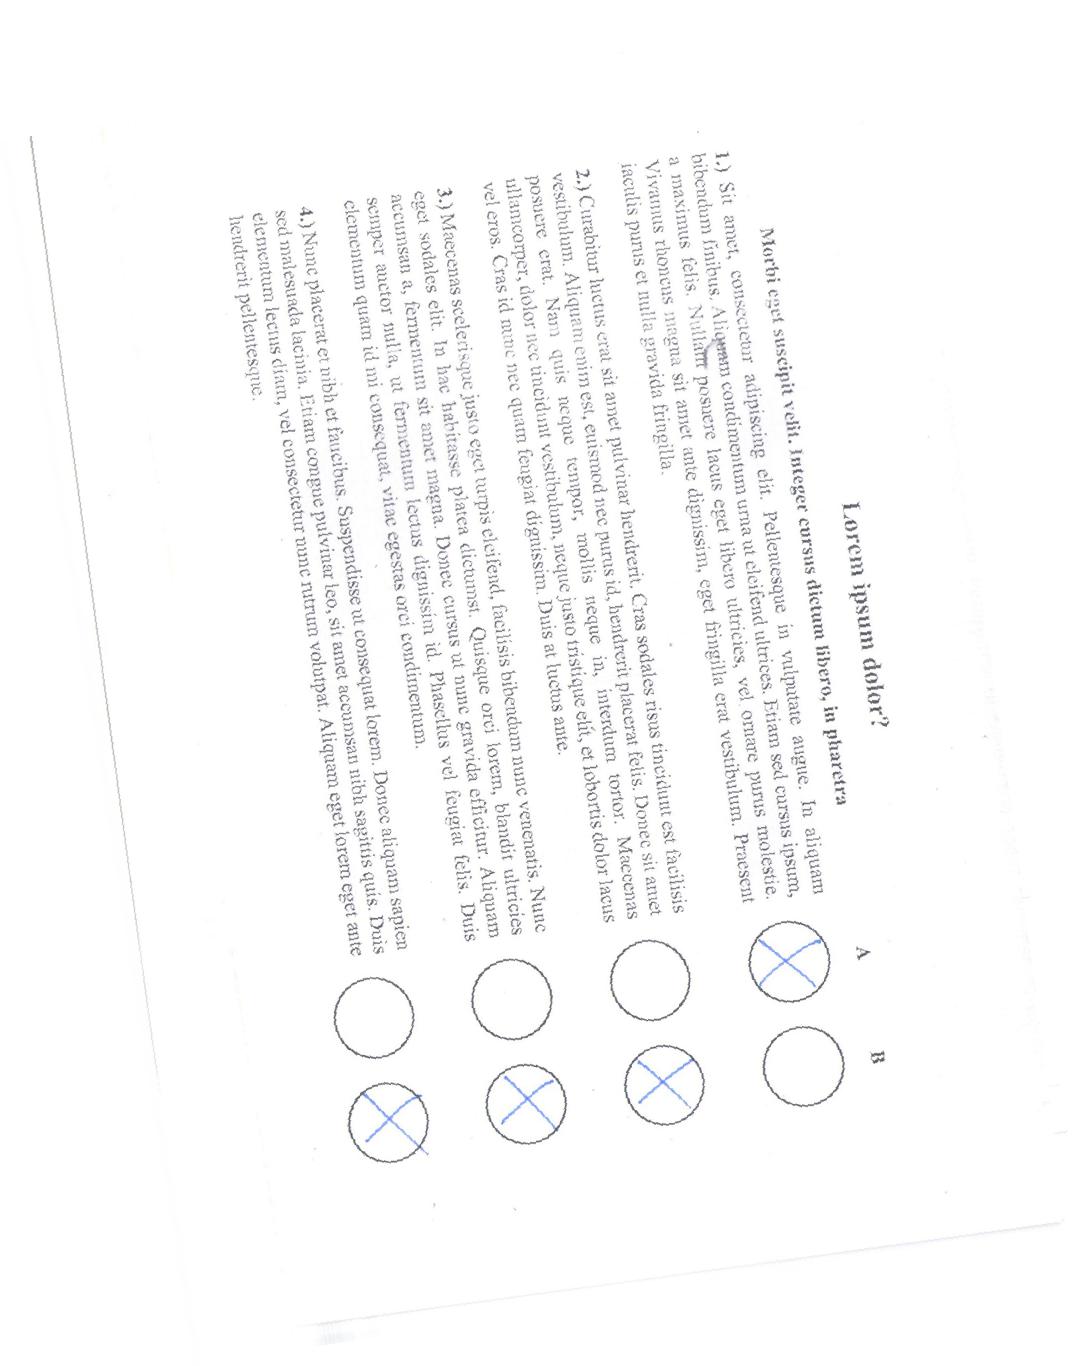 Lorem ipsum dolor?
Morbi eget suscipit velit. Integer cursus dictum libero, in pharetra
A B
1.) Sit amet, consectetur adipiscing elit. Pellentesque in vulputate augue. In aliquam
bibendum finibus. Aliquam condimentum urna ut eleifend ultrices. Etiam sed cursus ipsum,
a maximus felis. Nullam posuere lacus eget libero ultricies, vel ornare purus molestie.
Vivamus rhoncus magna sit amet ante dignissim, eget fringilla erat vestibulum. Praesent
iaculis purus et nulla gravida fringilla.
2.) Curabitur luctus erat sit amet pulvinar hendrerit. Cras sodales risus tincidunt est facilisis
vestibulum. Aliquam enim est, euismod nec purus id, hendrerit placerat felis. Donec sit amet
posuere erat. Nam quis neque tempor, mollis neque in, interdum tortor. Maecenas
ullamcorper, dolor nec tincidunt vestibulum, neque justo tristique elit, et lobortis dolor lacus
vel eros. Cras id nunc nec quam feugiat dignissim. Duis at luctus ante.
3.) Maecenas scelerisque justo eget turpis eleifend, facilisis bibendum nunc venenatis. Nunc
eget sodales elit. In hac habitasse platea dictumst. Quisque orci lorem, blandit ultricies
accumsan a, fermentum sit amet magna. Donec cursus ut nunc gravida efficitur. Aliquam
semper auctor nulla, ut fermentum lectus dignissim id. Phasellus vel feugiat felis. Duis
elementum quam id mi consequat, vitae egestas orci condimentum.
4.) Nunc placerat et nibh et faucibus. Suspendisse ut consequat lorem. Donec aliquam sapien
sed malesuada lacinia. Etiam congue pulvinar leo, sit amet accumsan nibh sagittis quis. Duis
elementum lectus diam, vel consectetur nunc rutrum volutpat. Aliquam eget lorem eget ante
hendrerit pellentesque.